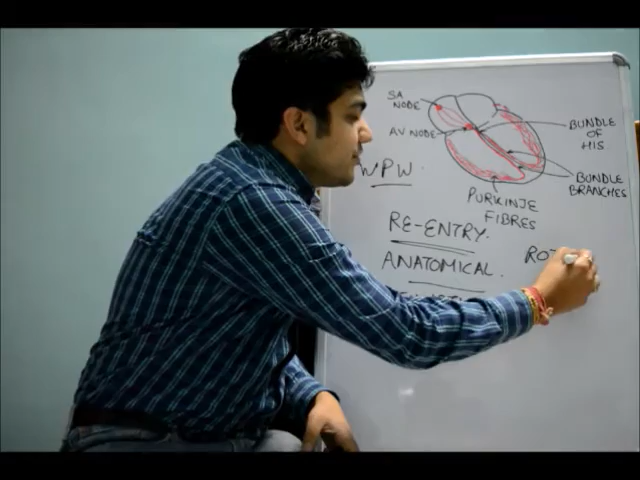 SA
NODE
AV NODE
BUNDLE
OF
HIS
BUNDLE
BRANCHES
PURKINJE
FIBRES
WPW
RE-ENTRY.
ANATOMICAL.